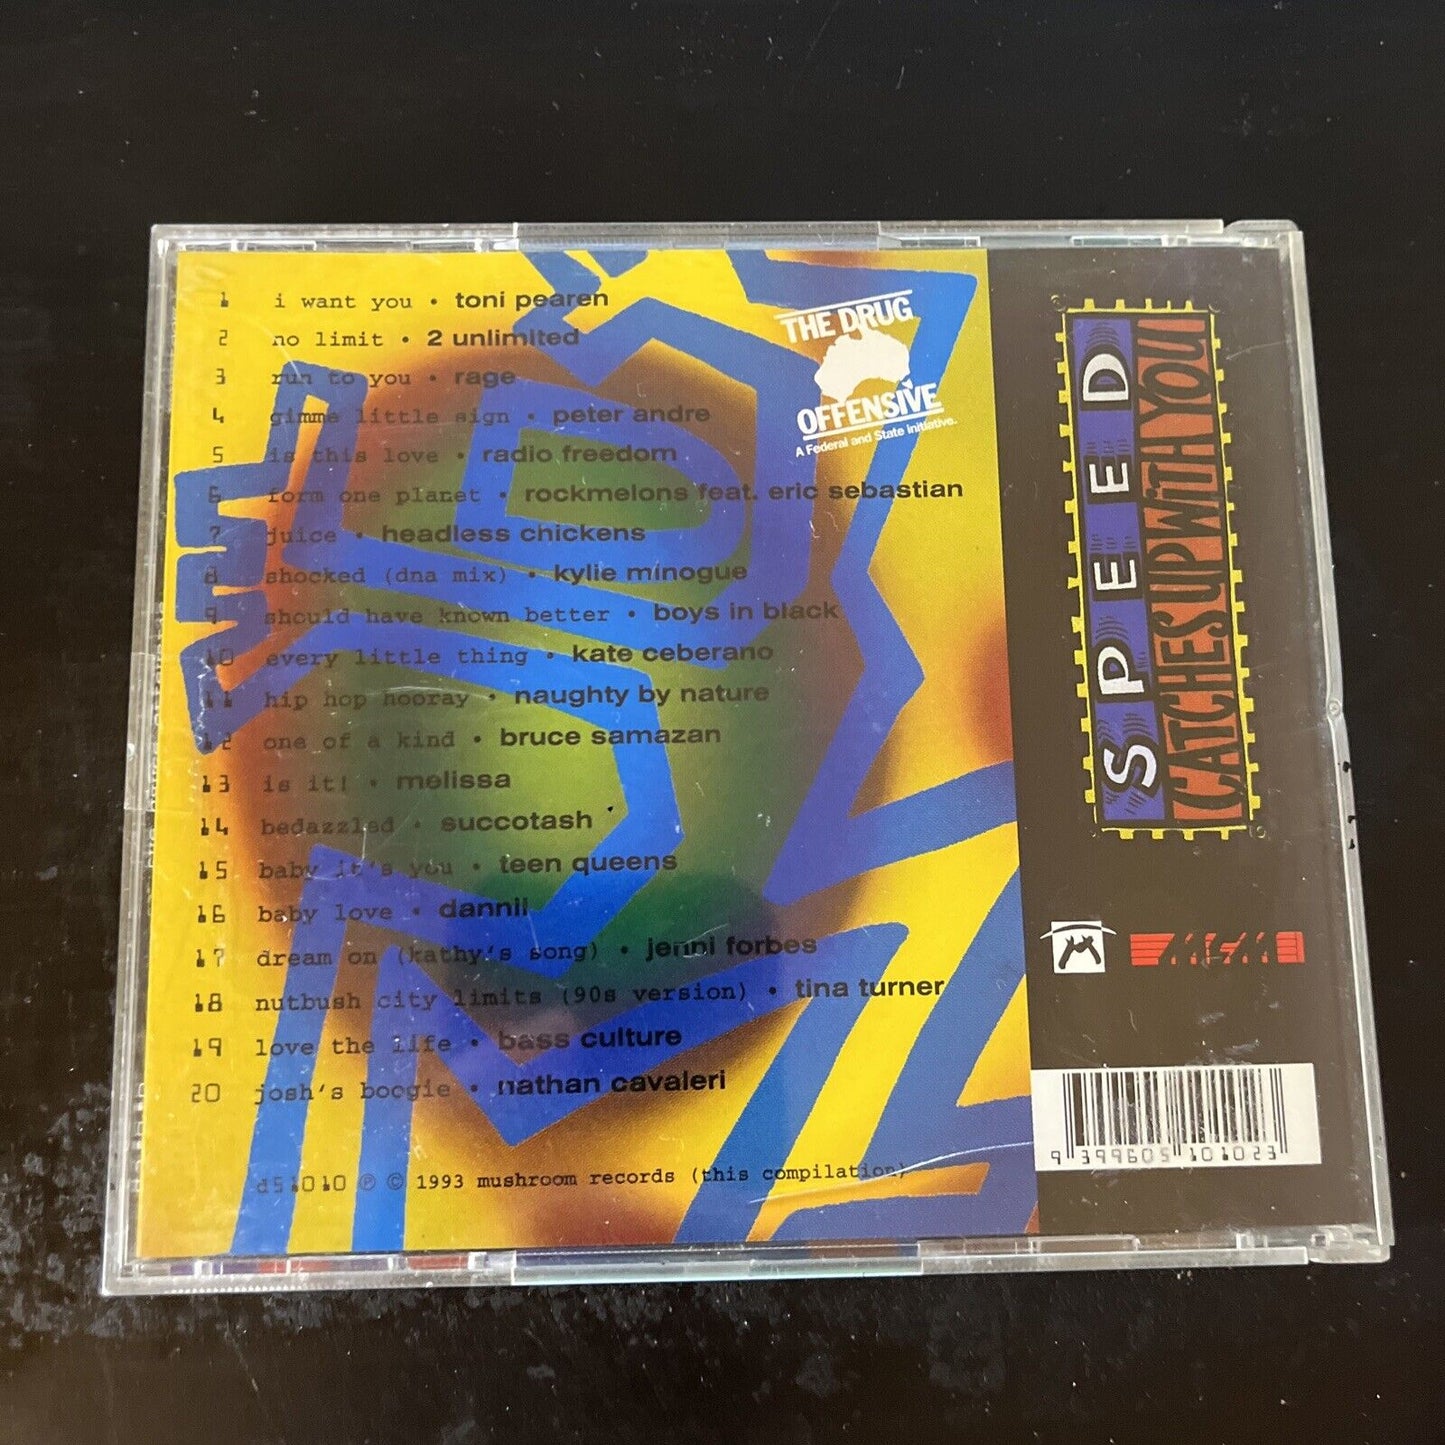 1 i want you • toni pearen
2 no limit • 2 unlimited
3 run to you • rage
4 gimme little sign • peter andre
5 is this love • radio freedom
6 form one planet • rockmelons feat. eric sebastian
7 juice • headless chickens
8 shocked (dna mix) • kylie minogue
9 should have known better • boys in black
10 every little thing • kate ceberano
11 hip hop hooray • naughty by nature
12 one of a kind • bruce samazan
13 is it! • melissa
14 bedazzled • succotash
15 baby it's you • teen queens
16 baby love • dannii
17 dream on (kathy's song) • jenni forbes
18 nutbush city limits (90s version) • tina turner
19 love the life • bass culture
20 josh's boogie • nathan cavaleri
d51010 ℗ © 1993 mushroom records (this compilation)
THE DRUG
OFFENSIVE
A Federal and State initiative.
SPEED
CATCHES UP WiTH YOU
9 399605 101023